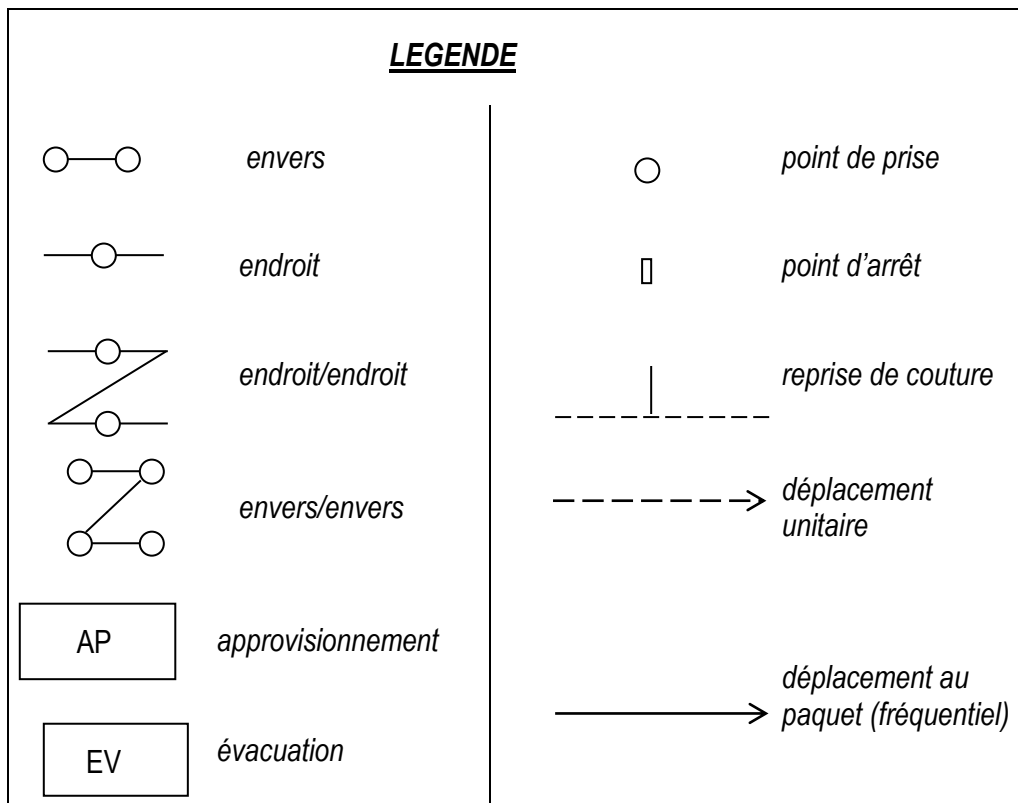 LEGENDE
envers
endroit
endroit/endroit
envers/envers
AP
approvisionnement
EV
évacuation
point de prise
point d'arrêt
reprise de couture
déplacement
unitaire
déplacement au
paquet (fréquentiel)